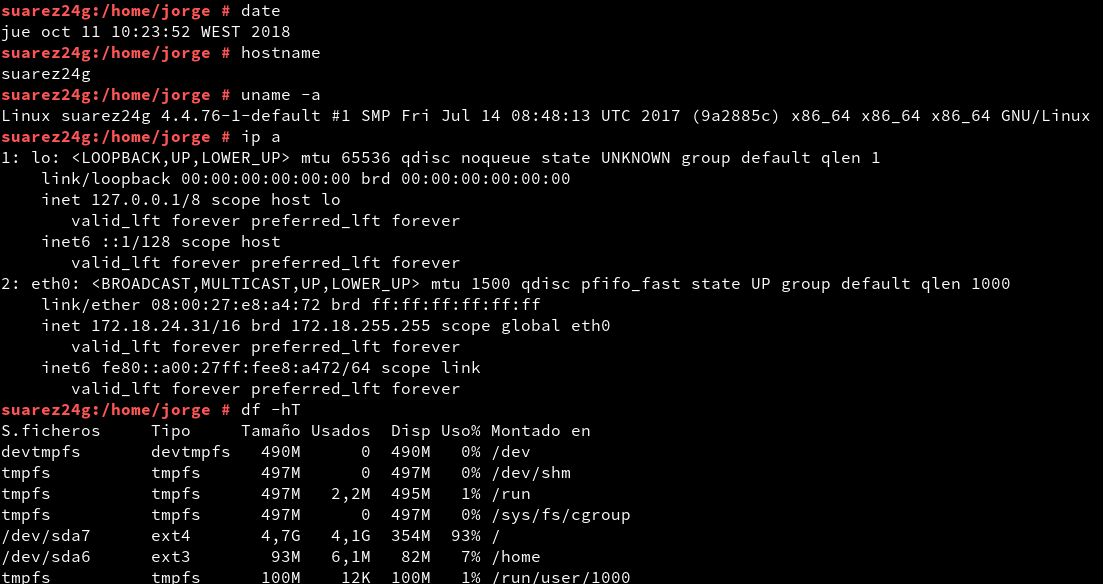 suarez24g:/home/jorge # date
jue oct 11 10:23:52 WEST 2018
suarez24g:/home/jorge # hostname
suarez24g
suarez24g:/home/jorge # uname -a
Linux suarez24g 4.4.76-1-default #1 SMP Fri Jul 14 08:48:13 UTC 2017 (9a2885c) x86_64 x86_64 x86_64 GNU/Linux
suarez24g:/home/jorge # ip a
1: lo: <LOOPBACK,UP,LOWER_UP> mtu 65536 qdisc noqueue state UNKNOWN group default qlen 1
    link/loopback 00:00:00:00:00:00 brd 00:00:00:00:00:00
    inet 127.0.0.1/8 scope host lo
       valid_lft forever preferred_lft forever
    inet6 ::1/128 scope host
       valid_lft forever preferred_lft forever
2: eth0: <BROADCAST,MULTICAST,UP,LOWER_UP> mtu 1500 qdisc pfifo_fast state UP group default qlen 1000
    link/ether 08:00:27:e8:a4:72 brd ff:ff:ff:ff:ff:ff
    inet 172.18.24.31/16 brd 172.18.255.255 scope global eth0
       valid_lft forever preferred_lft forever
    inet6 fe80::a00:27ff:fee8:a472/64 scope link
       valid_lft forever preferred_lft forever
suarez24g:/home/jorge # df -hT
S.ficheros     Tipo     Tamaño Usados  Disp Uso% Montado en
devtmpfs       devtmpfs   490M      0  490M   0% /dev
tmpfs          tmpfs      497M      0  497M   0% /dev/shm
tmpfs          tmpfs      497M   2,2M  495M   1% /run
tmpfs          tmpfs      497M      0  497M   0% /sys/fs/cgroup
/dev/sda7      ext4       4,7G   4,1G  354M  93% /
/dev/sda6      ext3        93M   6,1M   82M   7% /home
tmpfs          tmpfs      100M    12K  100M   1% /run/user/1000